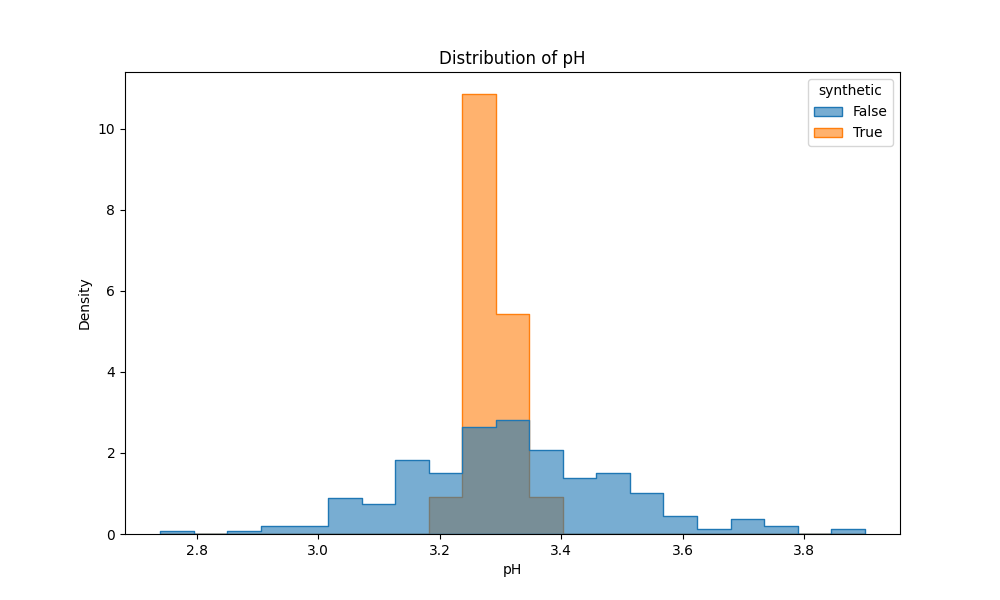 Distribution of pH
synthetic
False
True
10
8
6
4
2
0
Density
2.8 3.0 3.2 3.4 3.6 3.8
pH